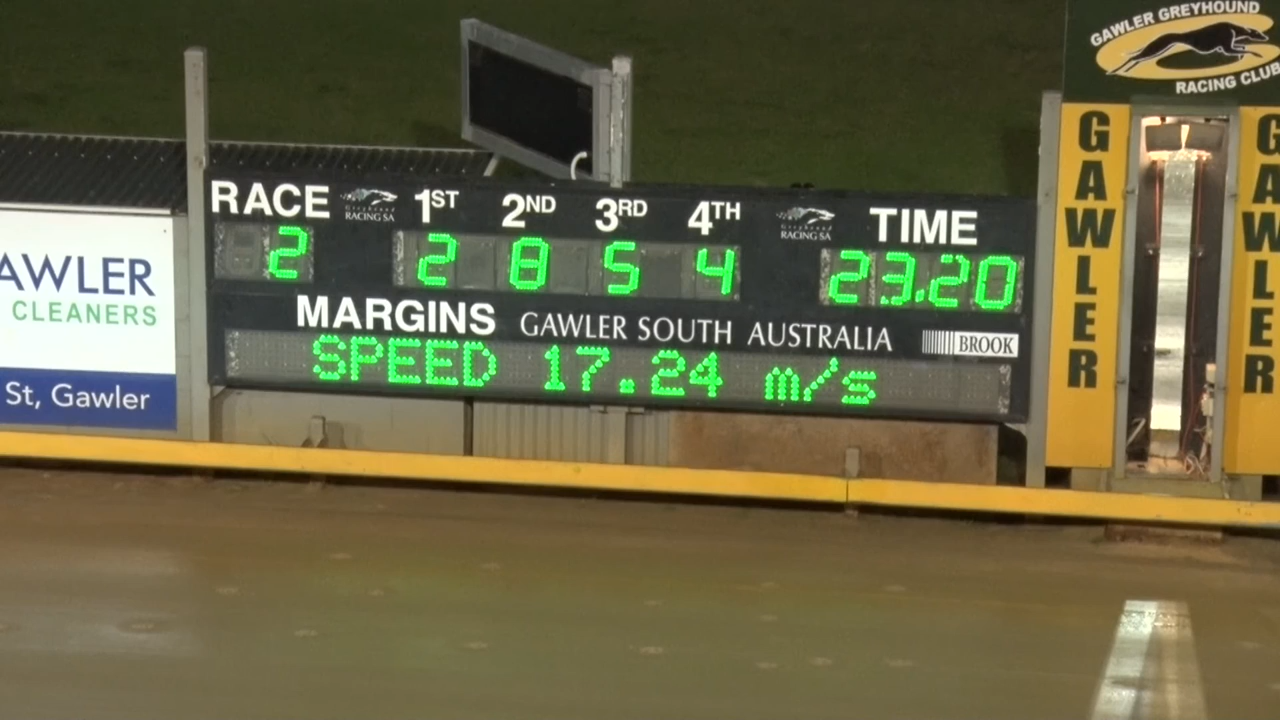 GAWLER GREYHOUND
RACING CLUB
GAWLER
GAWLER
RACE
Greyhound
RACING SA
1ST 2ND 3RD 4TH
Greyhound
RACING SA
TIME
2 2 8 5 4 23.20
MARGINS GAWLER SOUTH AUSTRALIA BROOK
SPEED 17.24 m/s
AWLER
CLEANERS
St, Gawler